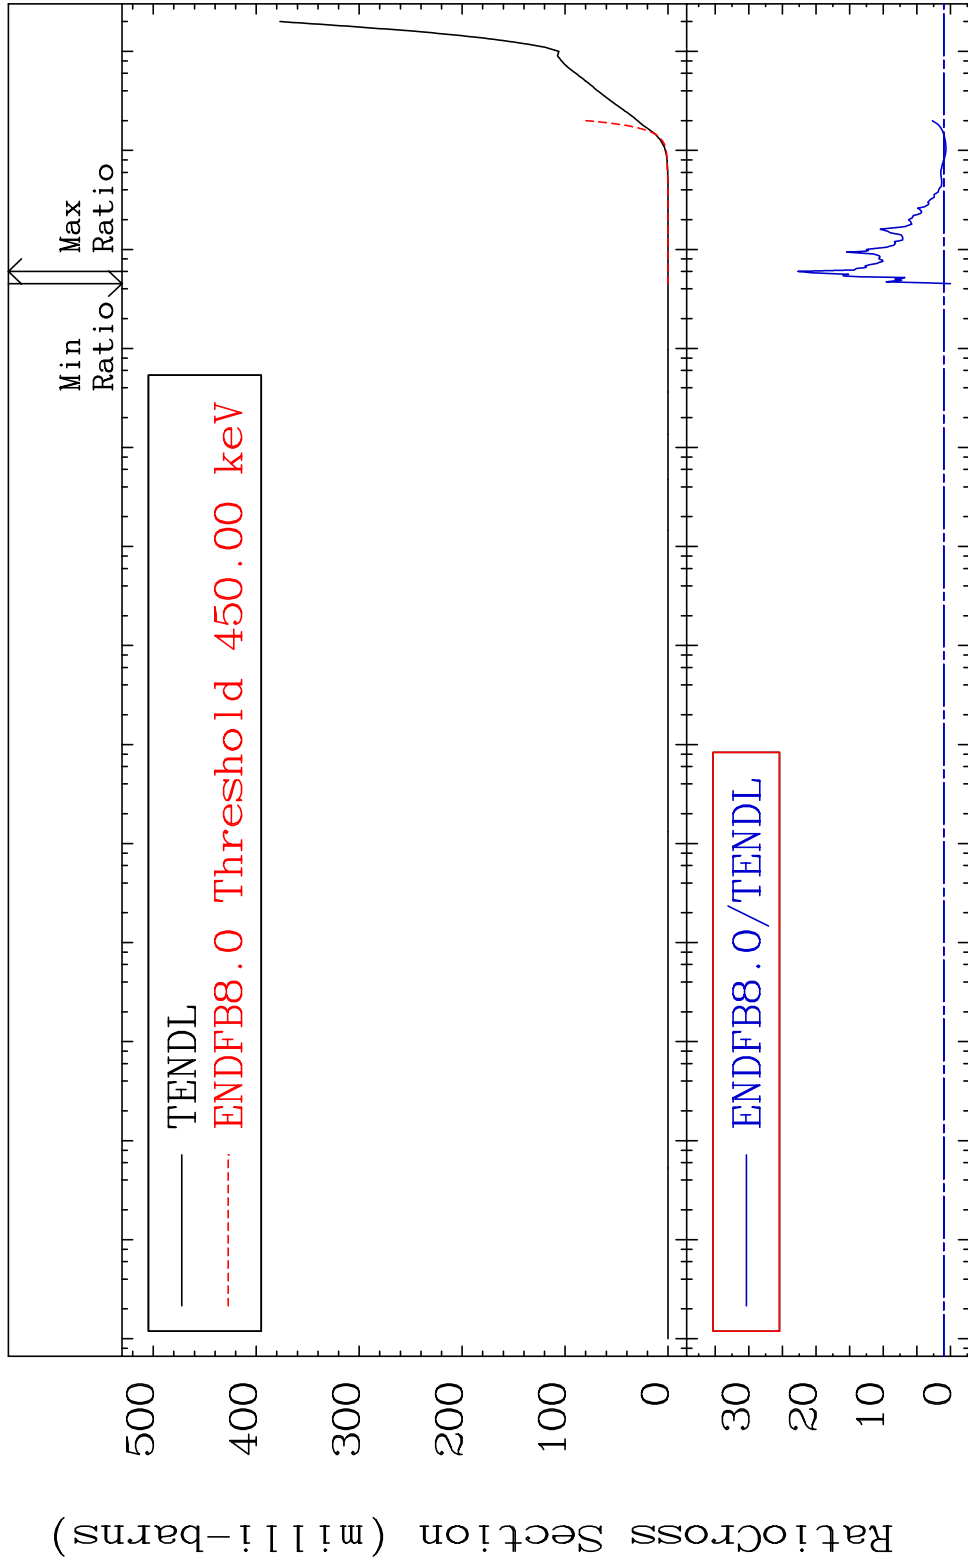 Max
Ratio
Min
Ratio
TENDL
ENDFB8.0 Threshold 450.00 keV
500
400
300
200
100
0
Cross Section (milli-barns)
ENDFB8.0/TENDL
30
20
10
0
Ratio